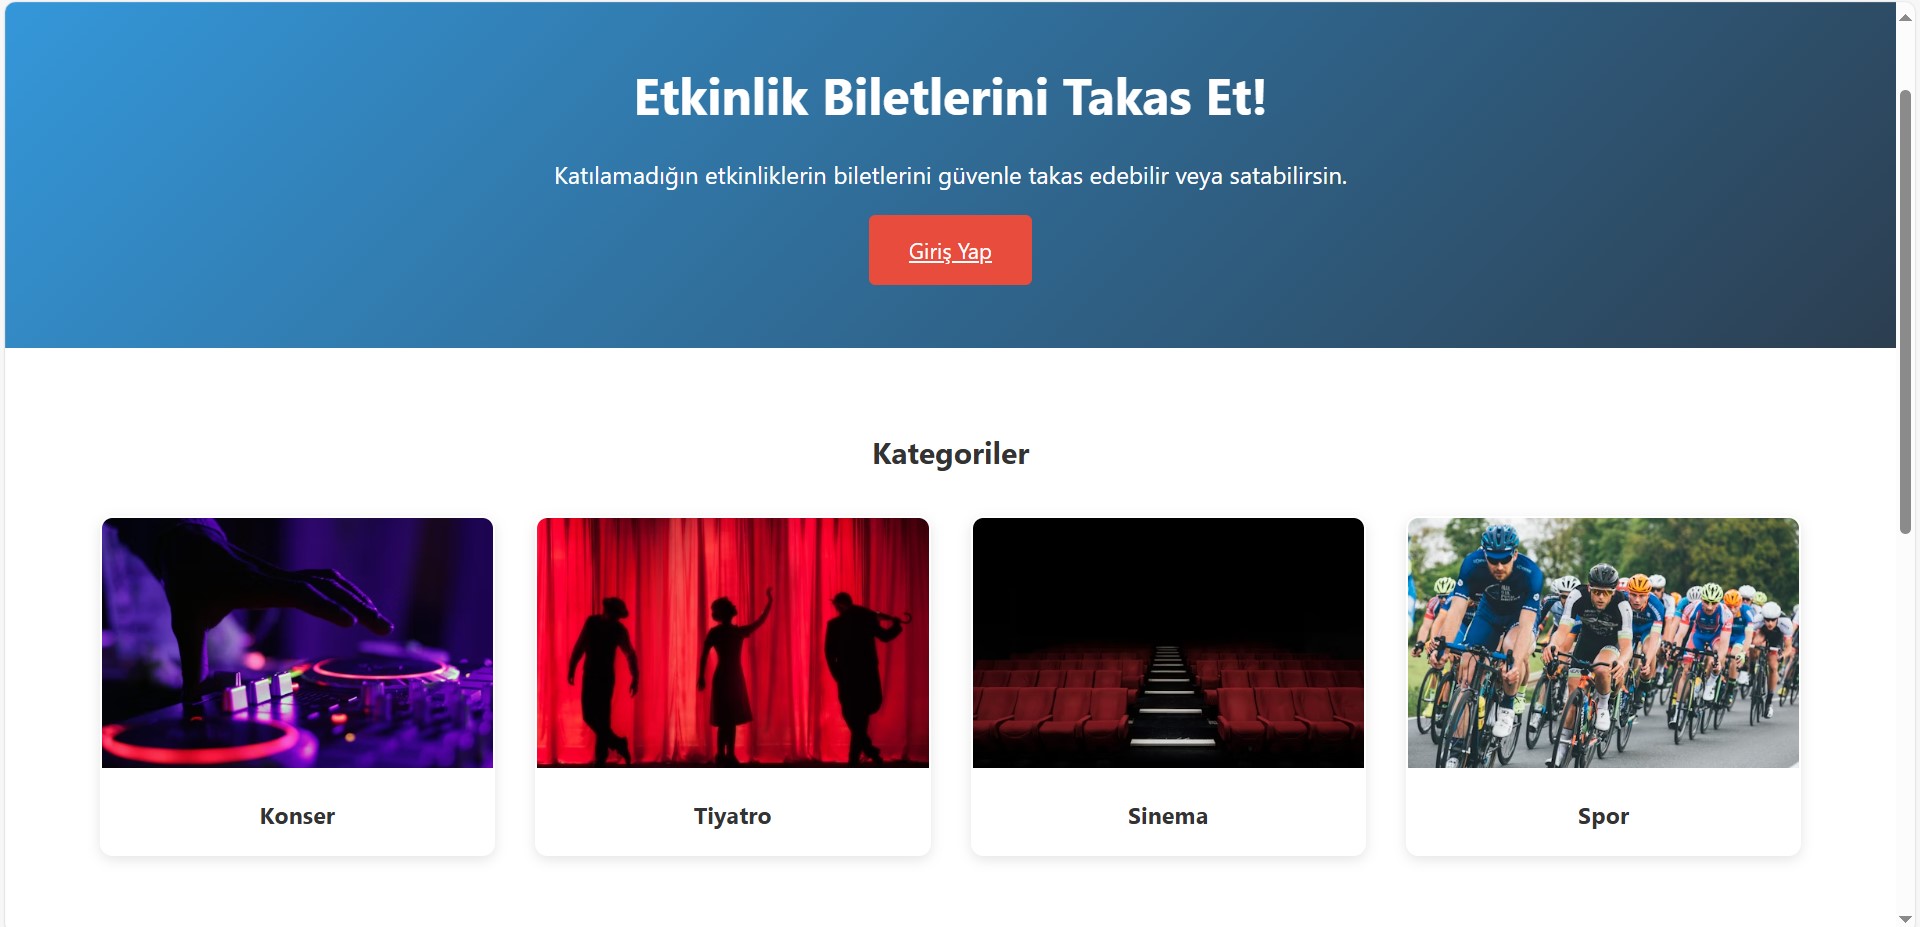 Etkinlik Biletlerini Takas Et!
Katılamadığın etkinliklerin biletlerini güvenle takas edebilir veya satabilirsin.
Giriş Yap
Kategoriler
Konser
Tiyatro
Sinema
Spor